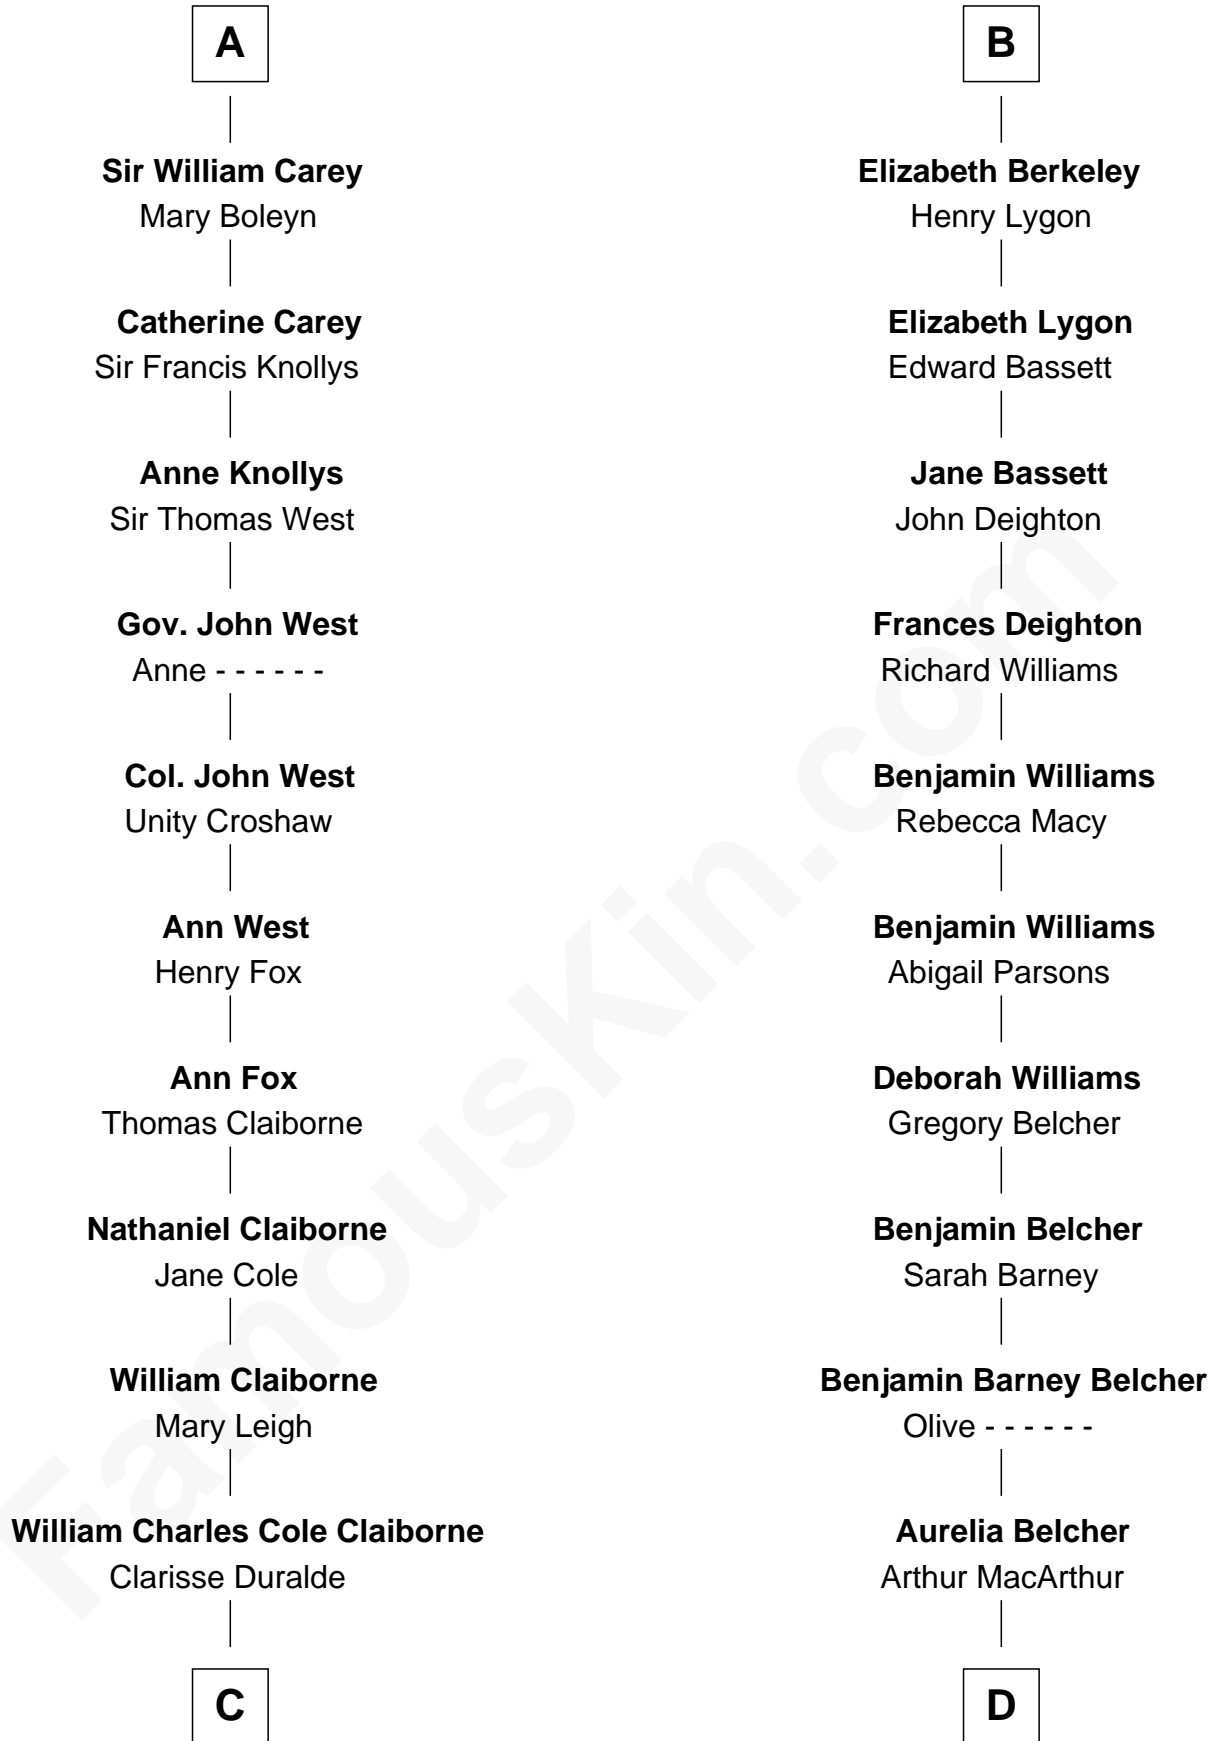 A
Sir William Carey
Mary Boleyn
Catherine Carey
Sir Francis Knollys
Anne Knollys
Sir Thomas West
Gov. John West
Anne - - - - - -
Col. John West
Unity Croshaw
Ann West
Henry Fox
Ann Fox
Thomas Claiborne
Nathaniel Claiborne
Jane Cole
William Claiborne
Mary Leigh
William Charles Cole Claiborne
Clarisse Duralde
C
B
Elizabeth Berkeley
Henry Lygon
Elizabeth Lygon
Edward Bassett
Jane Bassett
John Deighton
Frances Deighton
Richard Williams
Benjamin Williams
Rebecca Macy
Benjamin Williams
Abigail Parsons
Deborah Williams
Gregory Belcher
Benjamin Belcher
Sarah Barney
Benjamin Barney Belcher
Olive - - - - - -
Aurelia Belcher
Arthur MacArthur
D
FamousKin.com